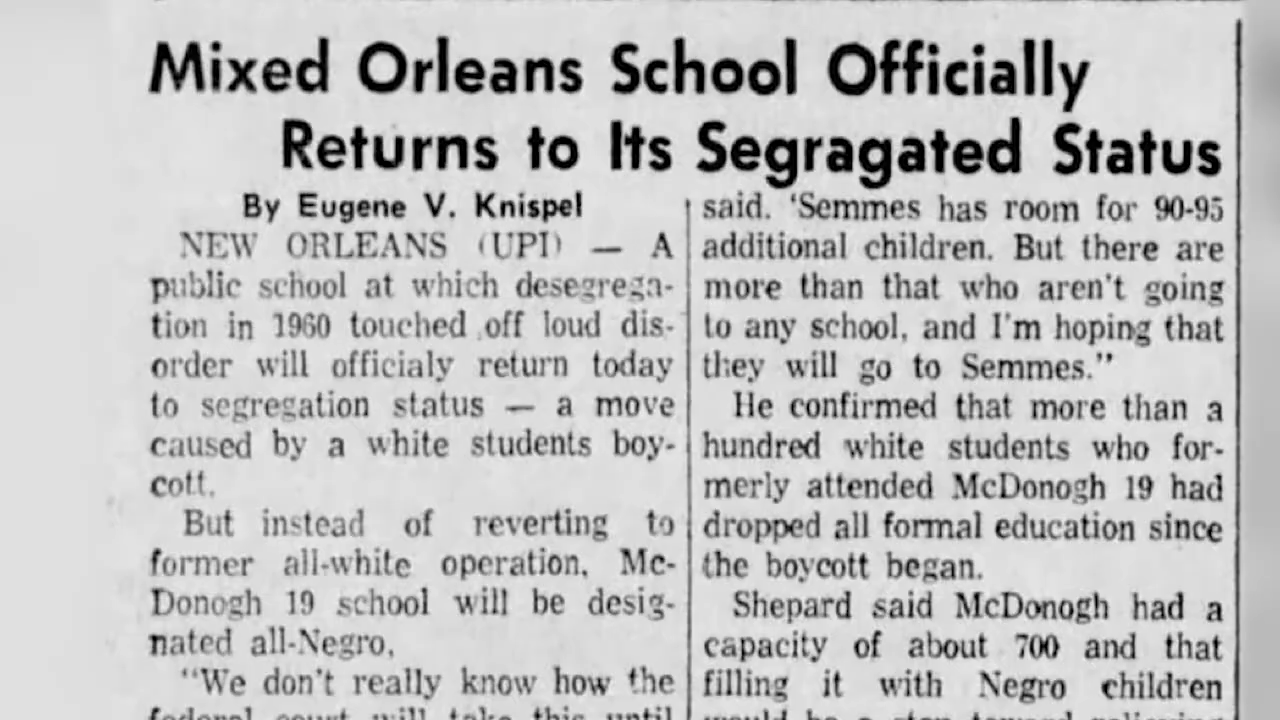 Mixed Orleans School Officially
Returns to Its Segragated Status
By Eugene V. Knispel
NEW ORLEANS (UPI) — A
public school at which desegrega-
tion in 1960 touched off loud dis-
order will officialy return today
to segregation status — a move
caused by a white students boy-
cott.
But instead of reverting to
former all-white operation, Mc-
Donogh 19 school will be desig-
nated all-Negro.
"We don't really know how the
federal court will take this until
said. 'Semmes has room for 90-95
additional children. But there are
more than that who aren't going
to any school, and I'm hoping that
they will go to Semmes."
He confirmed that more than a
hundred white students who for-
merly attended McDonogh 19 had
dropped all formal education since
the boycott began.
Shepard said McDonogh had a
capacity of about 700 and that
filling it with Negro children
would be a step toward relieving